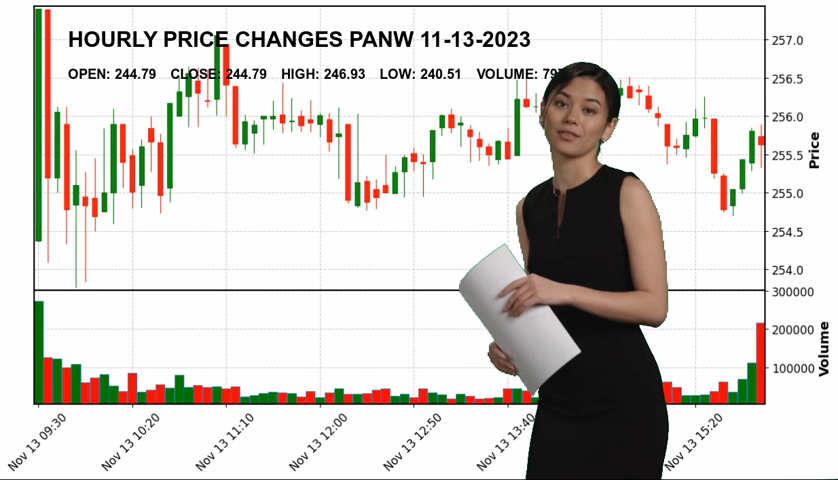 HOURLY PRICE CHANGES PANW 11-13-2023
OPEN: 244.79 CLOSE: 244.79 HIGH: 246.93 LOW: 240.51 VOLUME:
257.0
256.5
256.0
255.5
255.0
254.5
254.0
Price
300000
200000
100000
Volume
Nov 13 09:30
Nov 13 10:20
Nov 13 11:10
Nov 13 12:00
Nov 13 12:50
Nov 13 13:40
Nov 13 15:20